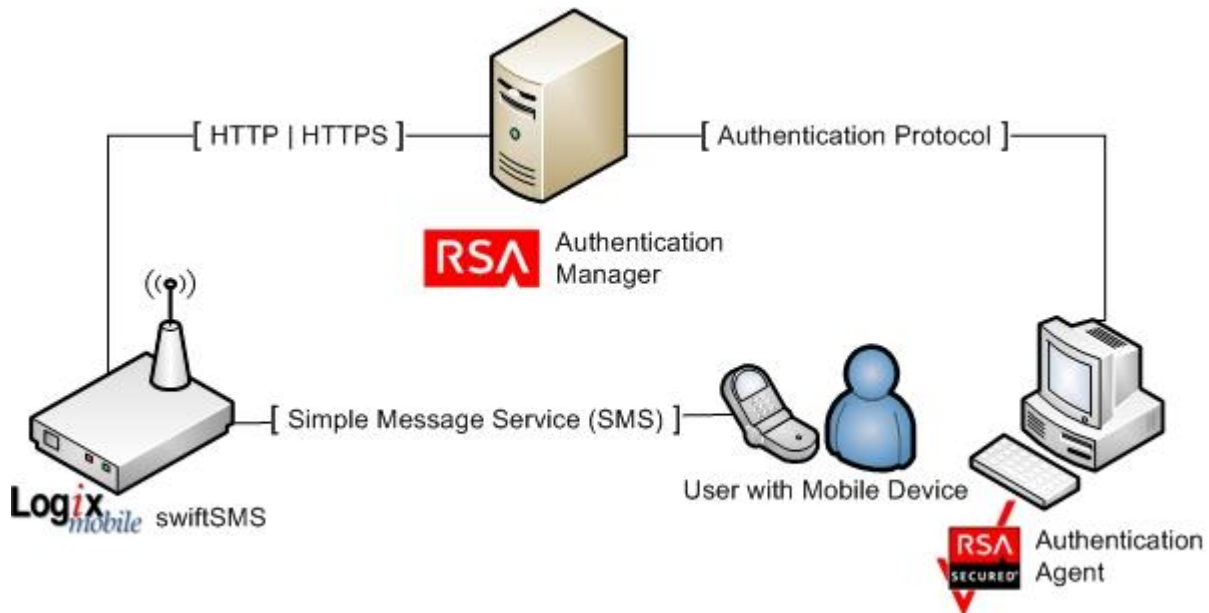 [ HTTP | HTTPS ]
[ Authentication Protocol ]
RSA
Authentication
Manager
[ Simple Message Service (SMS) ]
User with Mobile Device
Logix
mobile
swiftSMS
RSA
SECURED
Authentication
Agent